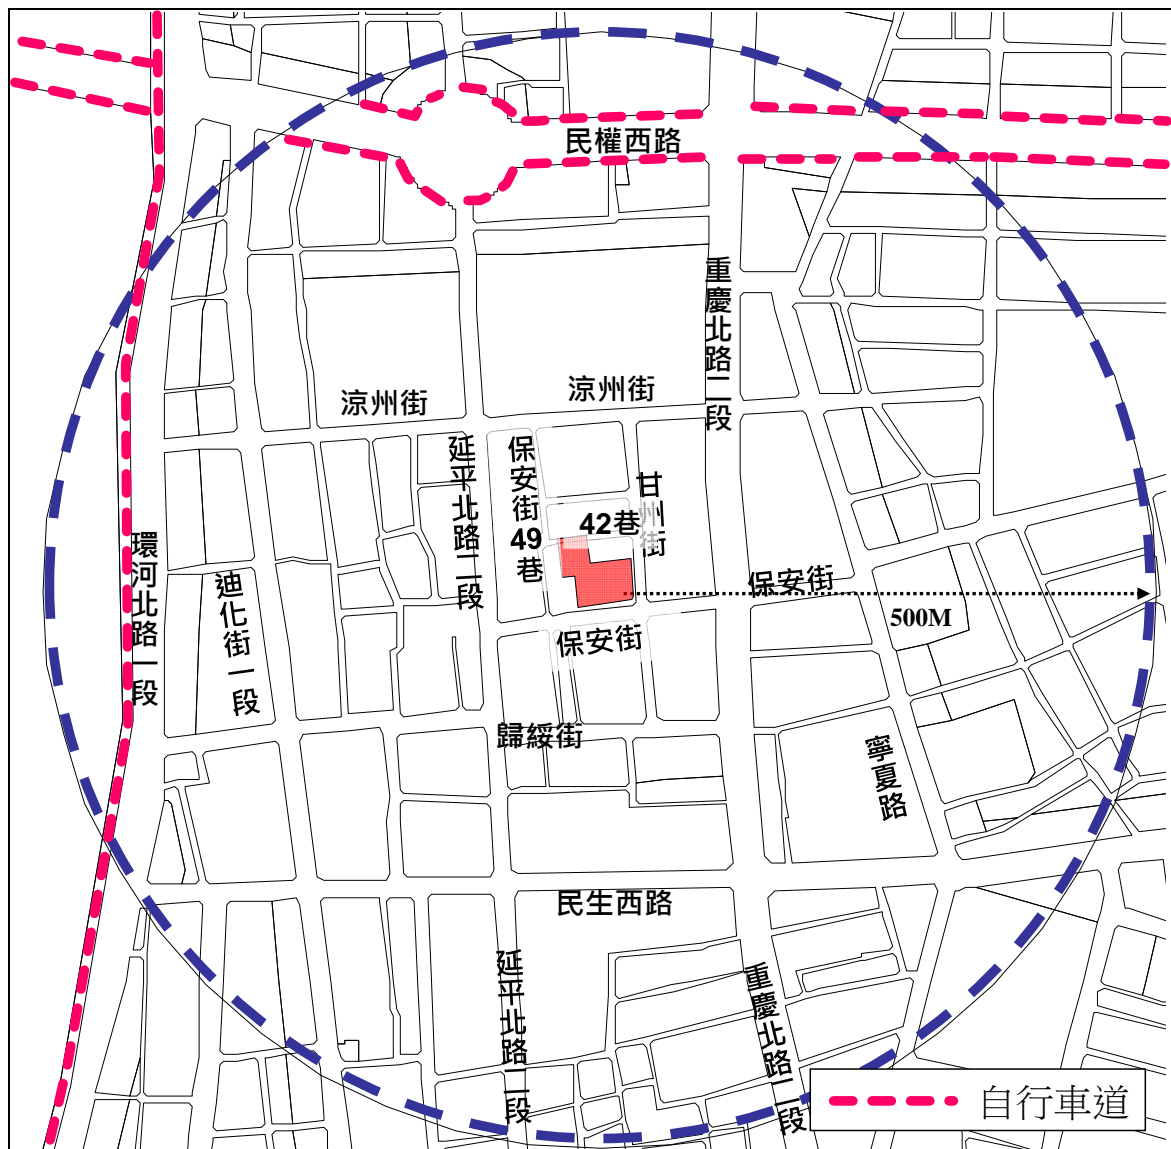 民權西路
重慶北路二段
涼州街
涼州街
延平北路二段
保安街49巷
42巷
甘州街
環河北路一段
迪化街一段
保安街
500M
保安街
歸綏街
寧夏路
民生西路
延平北路二段
重慶北路二段
自行車道